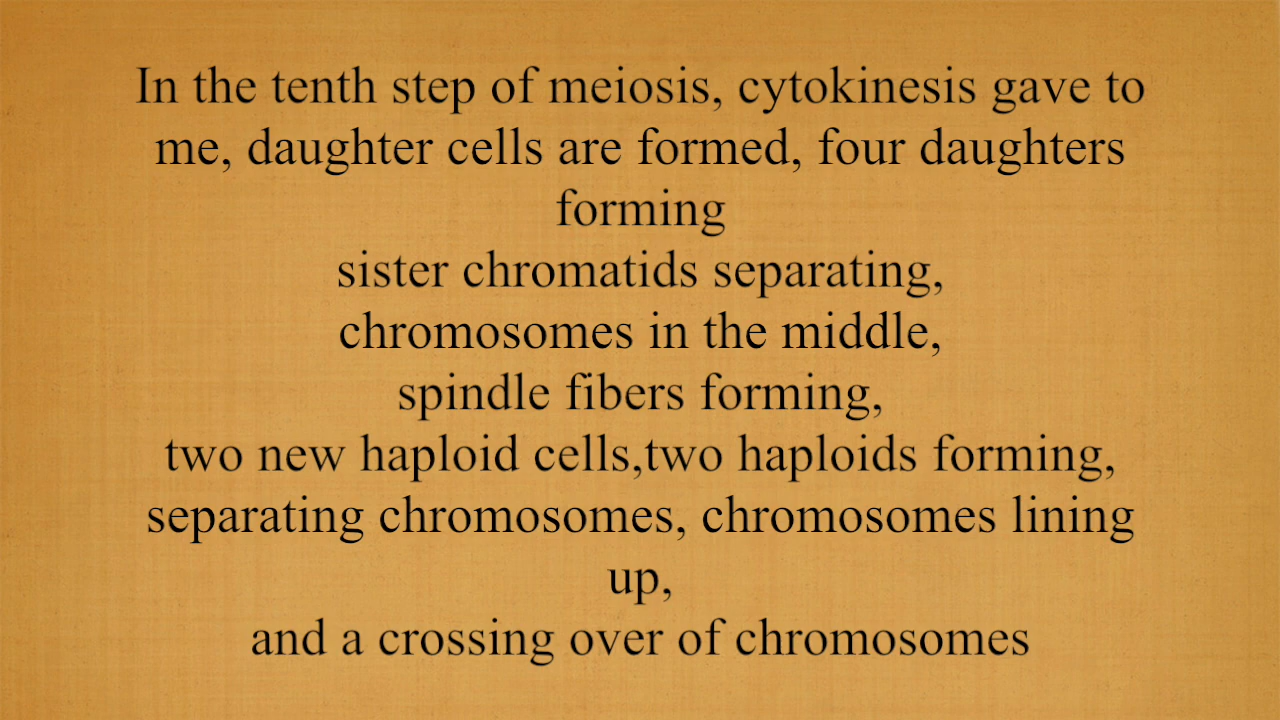 In the tenth step of meiosis, cytokinesis gave to
me, daughter cells are formed, four daughters
forming
sister chromatids separating,
chromosomes in the middle,
spindle fibers forming,
two new haploid cells,two haploids forming,
separating chromosomes, chromosomes lining
up,
and a crossing over of chromosomes